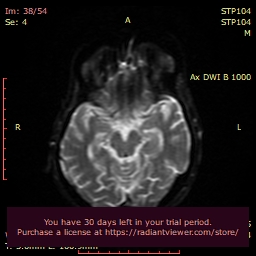 Im: 38/54
Se: 4
STP104
STP104
M
A
Ax DWI B 1000
R
L
You have 30 days left in your trial period.
Purchase a license at https://radiantviewer.com/store/